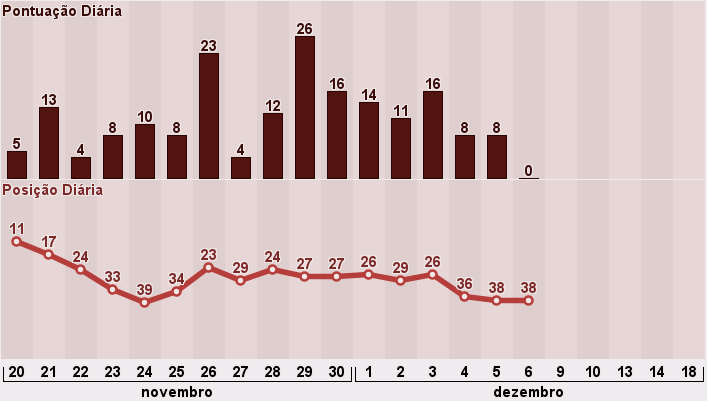 Pontuação Diária
5 13 4 8 10 8 23 4 12 26 16 14 11 16 8 8 0
Posição Diária
11 17 24 33 39 34 23 29 24 27 27 26 29 26 36 38 38
20 21 22 23 24 25 26 27 28 29 30 1 2 3 4 5 6 9 10 13 14 18
novembro dezembro